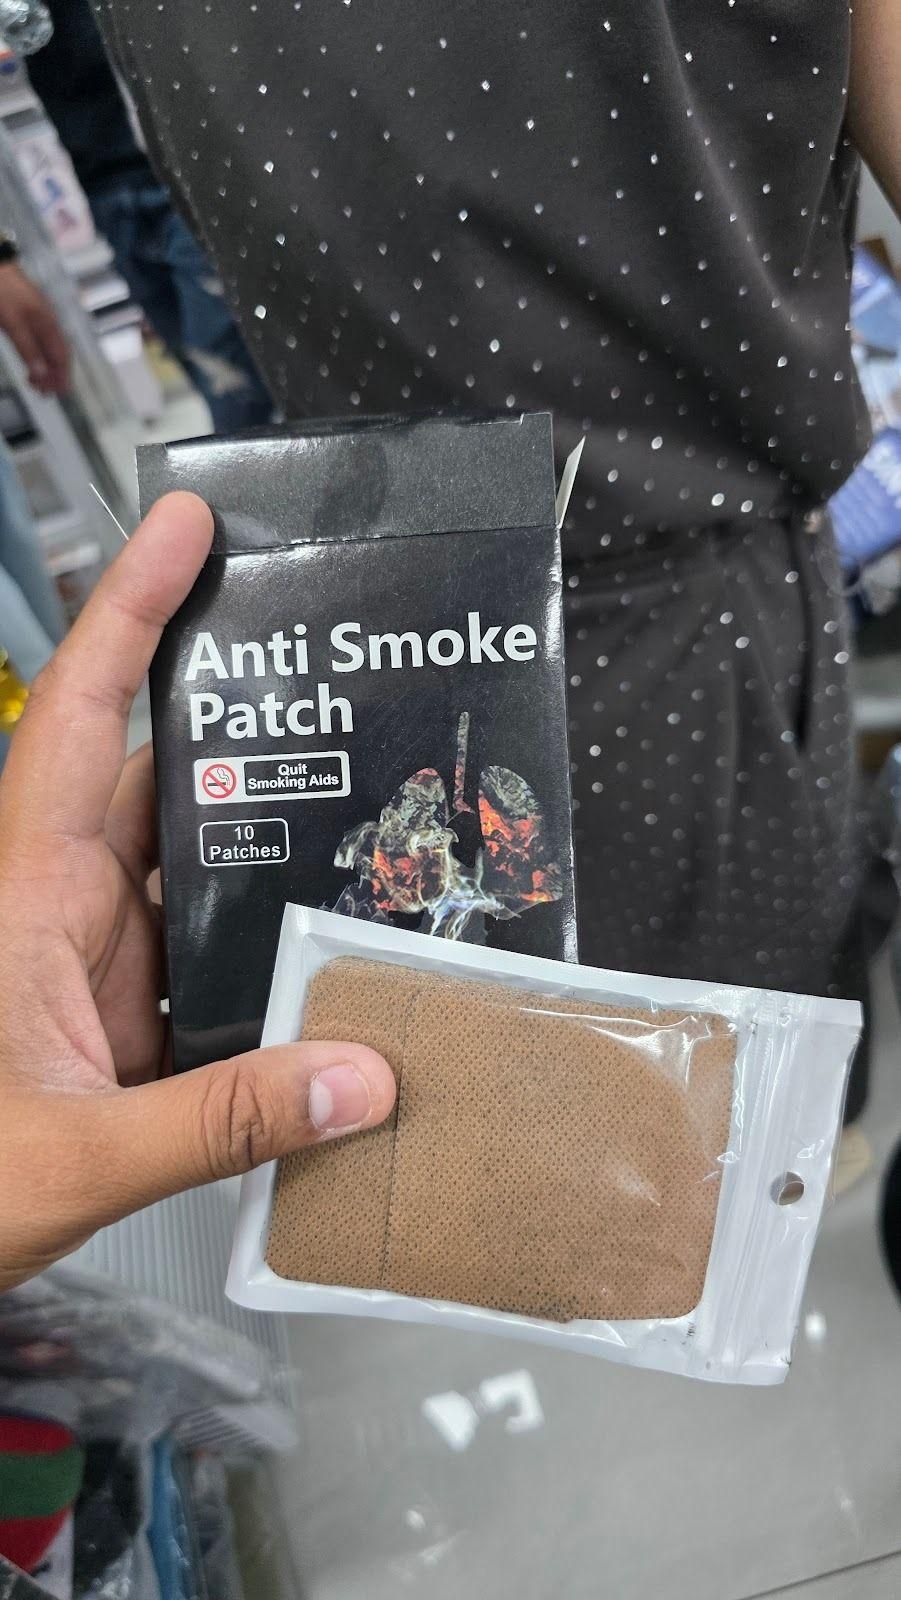 Anti Smoke
Patch
Quit
Smoking Aids
10
Patches